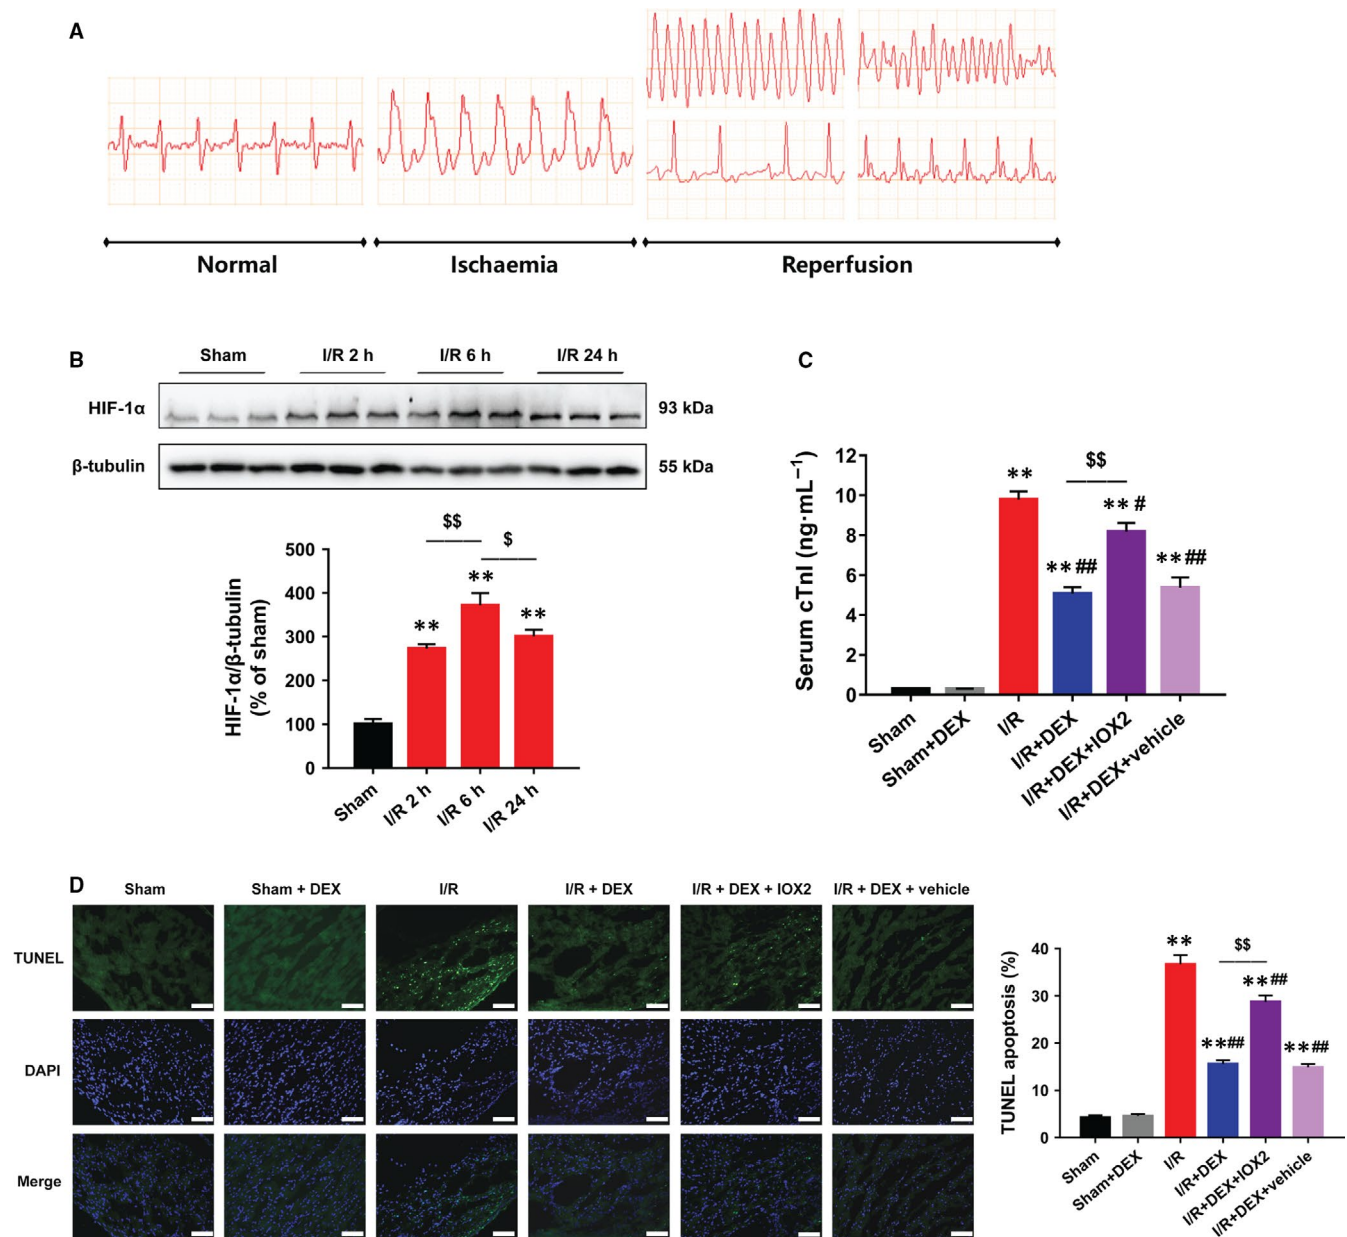 A
Normal
Ischaemia
Reperfusion
B
Sham
I/R 2 h
I/R 6 h
I/R 24 h
HIF-1α
93 kDa
β-tubulin
55 kDa
HIF-1α/β-tubulin
(% of sham)
500
400
300
200
100
0
**
**
**
$$
$
Sham
I/R 2 h
I/R 6 h
I/R 24 h
C
Serum cTnI (ng·mL⁻¹)
12
10
8
6
4
2
0
**
**##
$$
**#
**##
Sham
Sham+DEX
I/R
I/R+DEX
I/R+DEX+IOX2
I/R+DEX+vehicle
D
Sham
Sham + DEX
I/R
I/R + DEX
I/R + DEX + IOX2
I/R + DEX + vehicle
TUNEL
DAPI
Merge
TUNEL apoptosis (%)
40
30
20
10
0
**
**##
$$
**##
**##
Sham
Sham+DEX
I/R
I/R+DEX
I/R+DEX+IOX2
I/R+DEX+vehicle